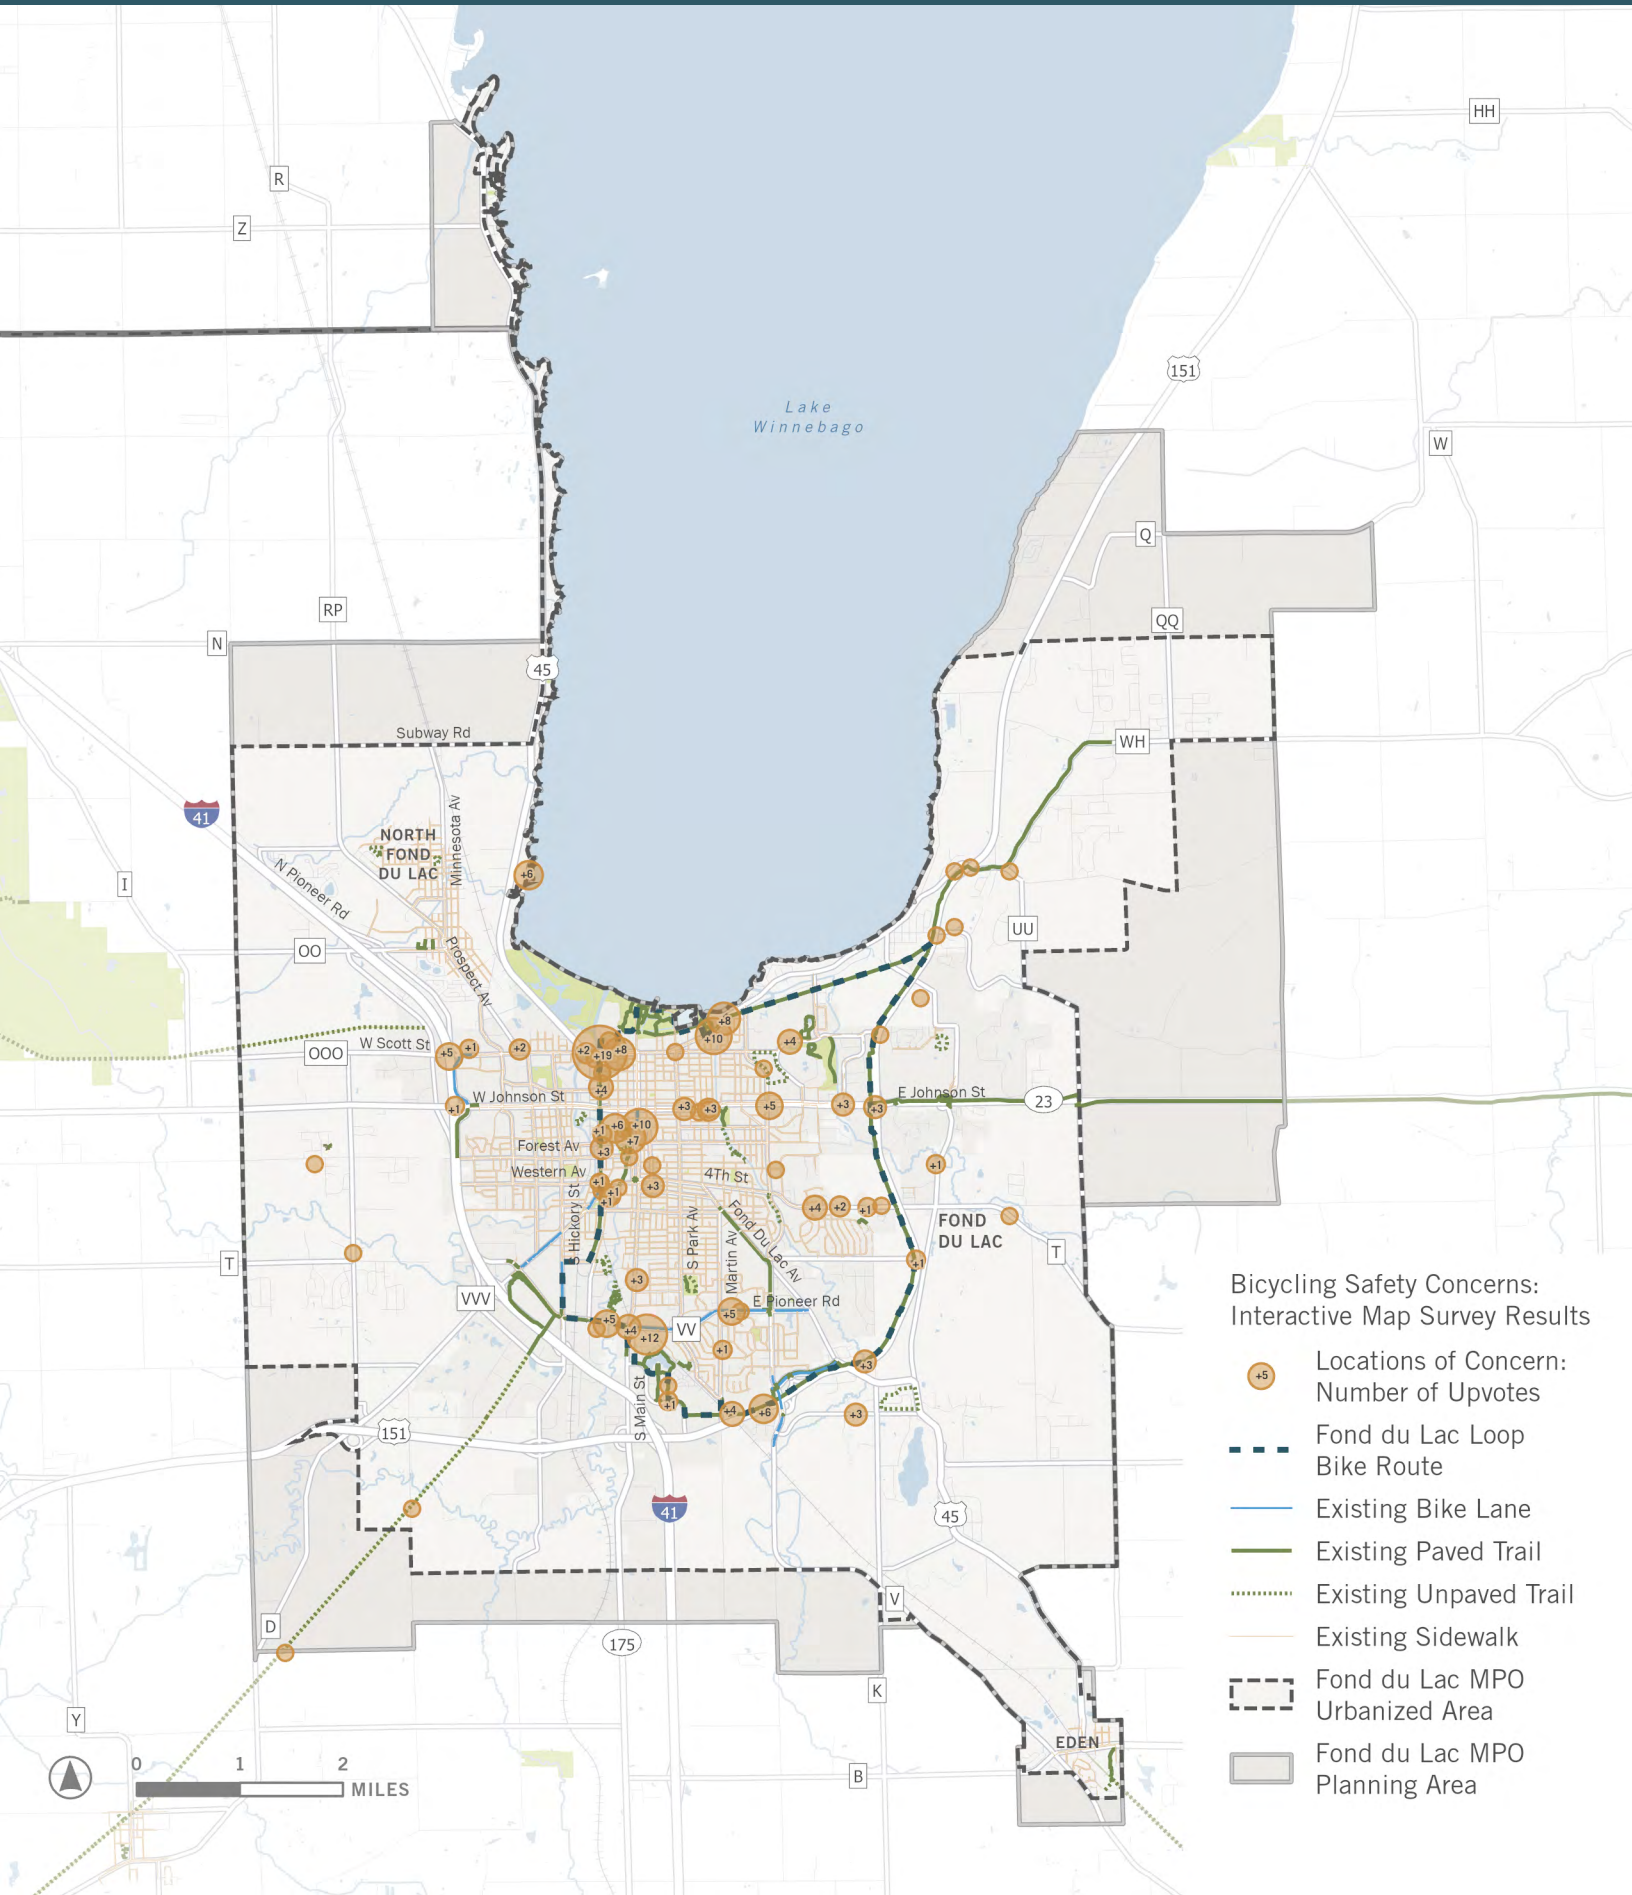 HH
R
Z
151
Lake
Winnebago
W
Q
RP
QQ
N
45
Subway Rd
WH
41
Minnesota Av
NORTH
FOND
DU LAC
N Pioneer Rd
+6
I
UU
OO
Prospect Av
+8
+10
W Scott St
OOO
+5
+1
+2
+2
+19
+8
+4
+4
W Johnson St
+1
E Johnson St
23
+3
+3
+5
+3
+3
+1
+6
+10
+7
Forest Av
+3
Western Av
4Th St
+1
+1
+1
+3
+1
S Hickory St
S Park Av
Fond Du Lac Av
Martin Av
+4
+2
+1
FOND
DU LAC
T
T
+1
VVV
+3
+5
E Pioneer Rd
+5
+4
+12
VV
+1
+3
S Main St
+1
+4
+6
+3
151
41
45
V
D
175
K
Y
EDEN
B
0 1 2
MILES
Bicycling Safety Concerns:
Interactive Map Survey Results
+5
Locations of Concern:
Number of Upvotes
Fond du Lac Loop
Bike Route
Existing Bike Lane
Existing Paved Trail
Existing Unpaved Trail
Existing Sidewalk
Fond du Lac MPO
Urbanized Area
Fond du Lac MPO
Planning Area